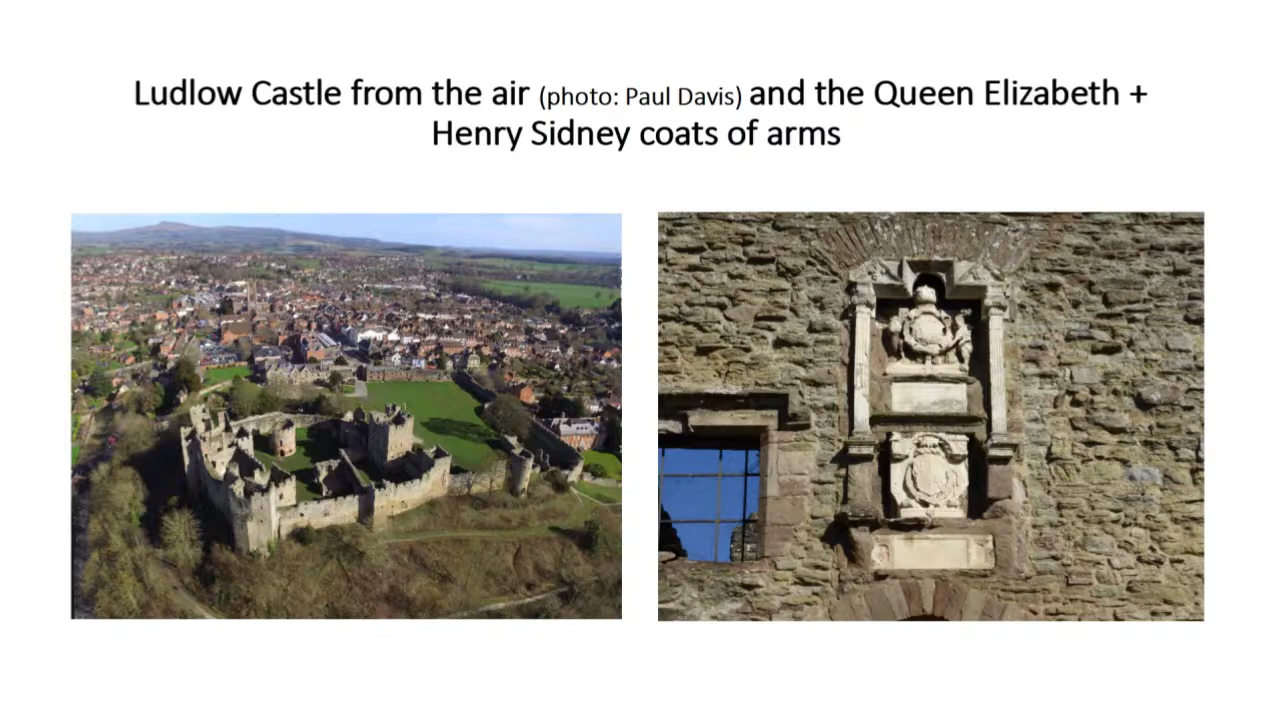 Ludlow Castle from the air (photo: Paul Davis) and the Queen Elizabeth +
Henry Sidney coats of arms